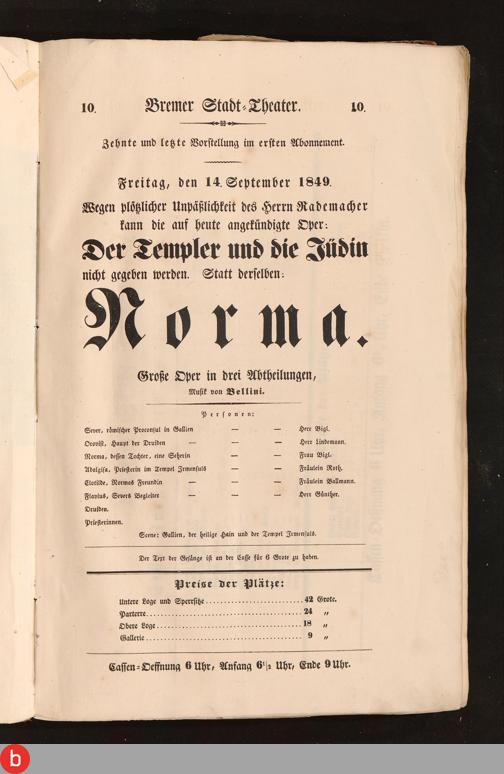 10. Bremer Stadt-Theater. 10.
Zehnte und letzte Vorstellung im ersten Abonnement.
Freitag, den 14. September 1849.
Wegen plötzlicher Unpäßlichkeit des Herrn Rademacher
kann die auf heute angekündigte Oper:
Der Templer und die Jüdin
nicht gegeben werden. Statt derselben:
Norma.
Große Oper in drei Abtheilungen,
Musik von Bellini.
Personen:
Sever, römischer Proconsul in Gallien — — Herr Bigl.
Orovist, Haupt der Druiden — — — Herr Lindemann.
Norma, dessen Tochter, eine Seherin — — Frau Bigl.
Adalgisa, Priesterin im Tempel Irmensuls — — Fräulein Roth.
Clotilde, Normas Freundin — — — Fräulein Ballmann.
Flavius, Severs Begleiter — — — Herr Günther.
Druiden.
Priesterinnen.
Scene: Gallien, der heilige Hain und der Tempel Irmensuls.
Der Text der Gesänge ist an der Casse für 6 Grote zu haben.
Preise der Plätze:
Untere Loge und Sperrsitze 42 Grote.
Parterre 24 „
Obere Loge 18 „
Gallerie 9 „
Cassen-Oeffnung 6 Uhr, Anfang 6 1/2 Uhr, Ende 9 Uhr.
b